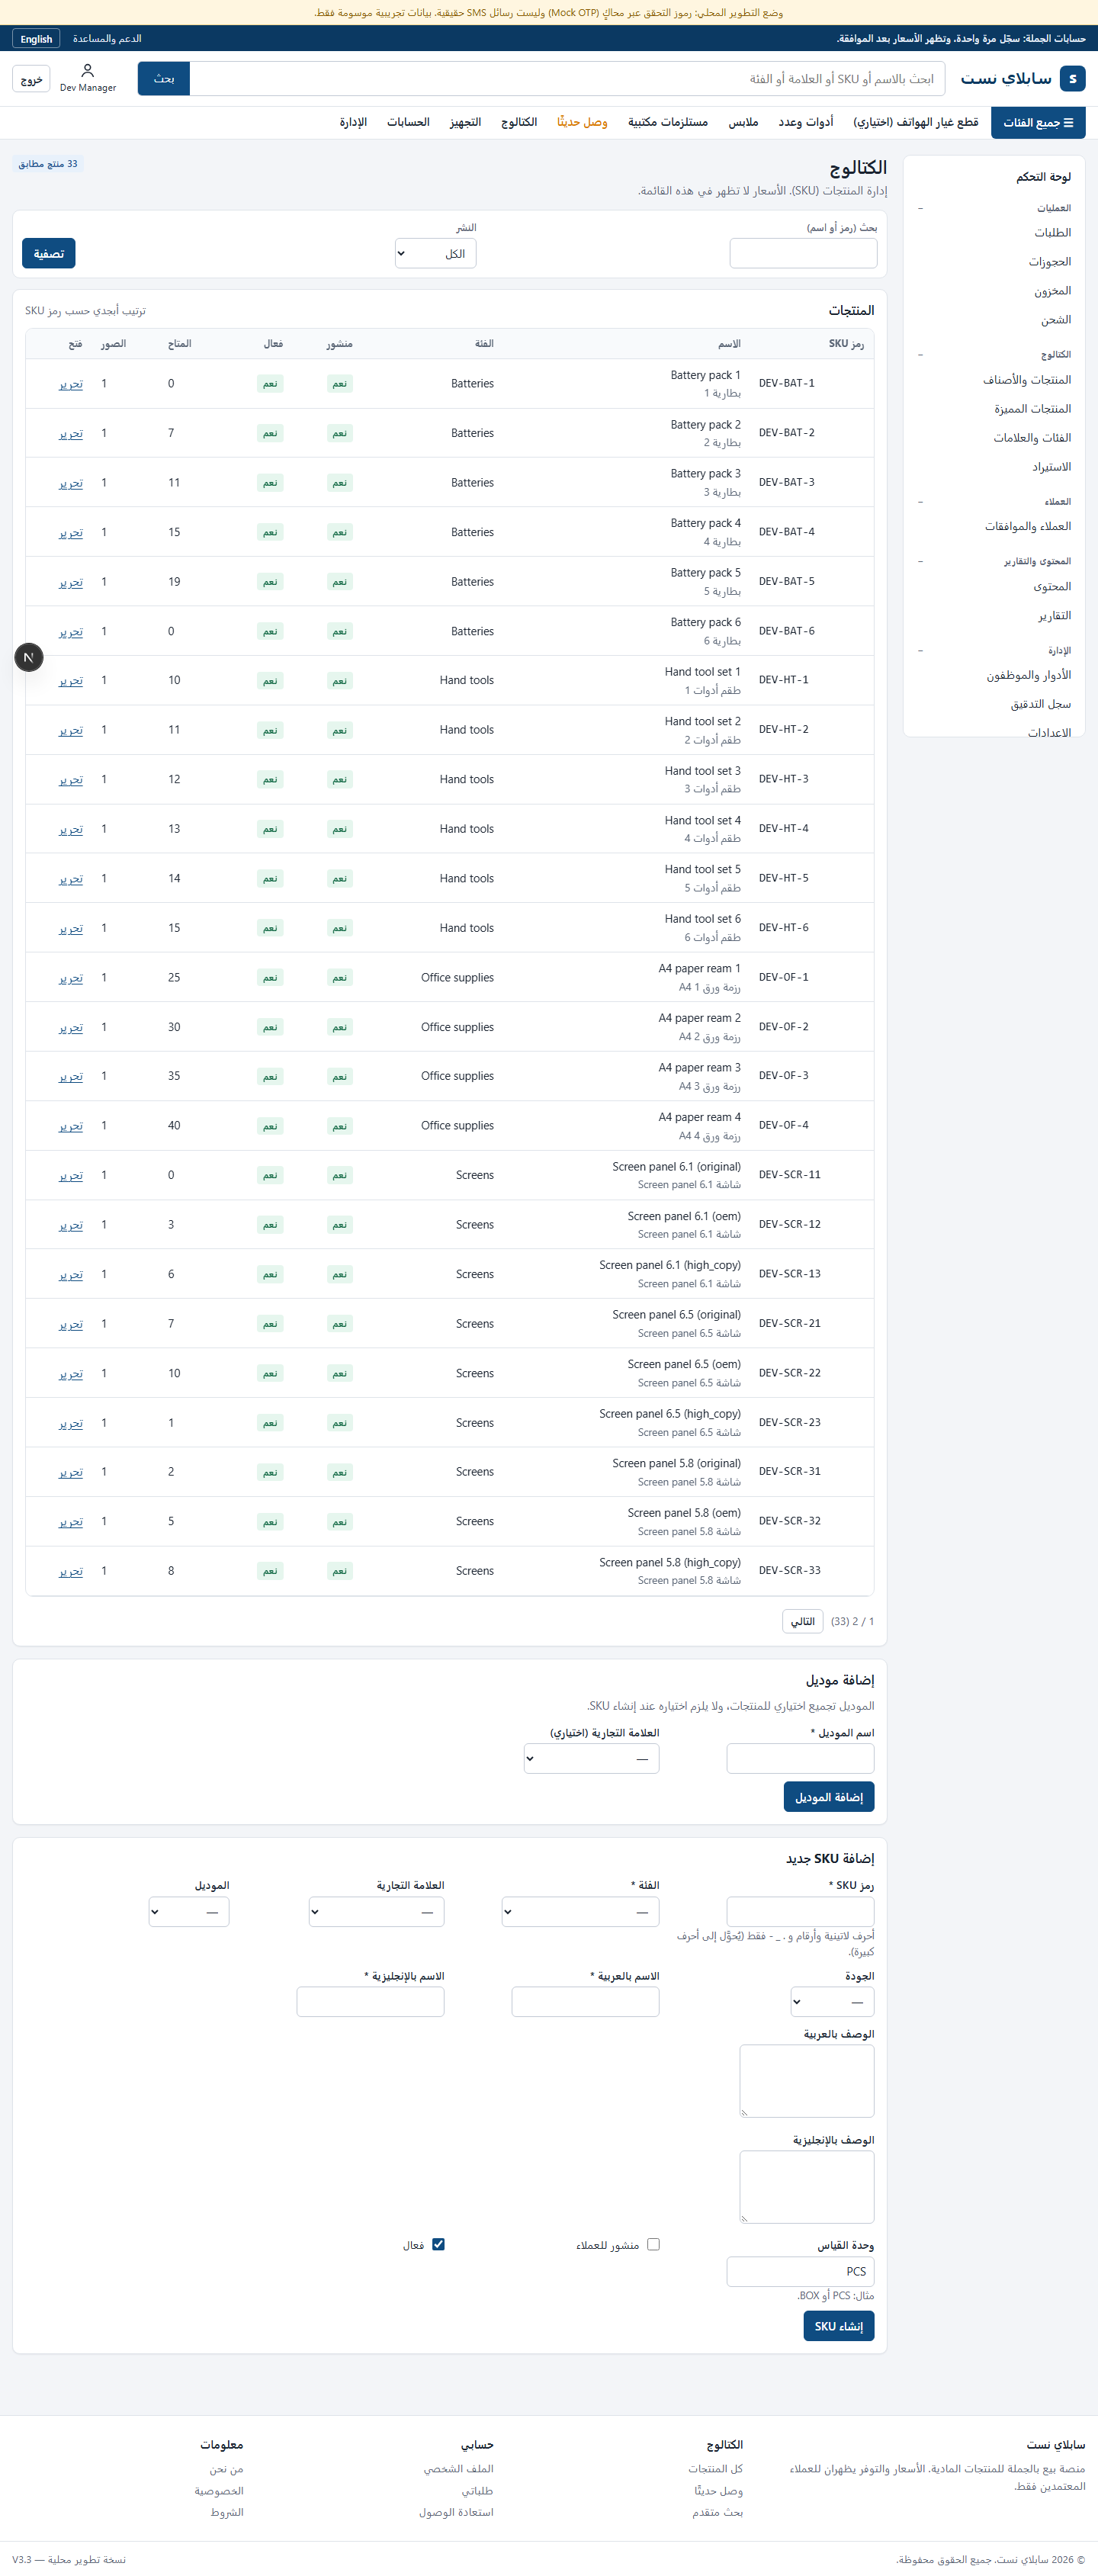 وضع التطوير المحلي: رموز التحقق عبر محاكٍ (Mock OTP) وليست رسائل SMS حقيقية. بيانات تجريبية موسومة فقط.
حسابات الجملة: سجّل مرة واحدة، وتظهر الأسعار بعد الموافقة.
الدعم والمساعدة
English
S
سابلاي نست
ابحث بالاسم أو SKU أو العلامة أو الفئة
بحث
Dev Manager
خروج
☰ جميع الفئات
قطع غيار الهواتف (اختياري)
أدوات وعدد
ملابس
مستلزمات مكتبية
وصل حديثًا
الكتالوج
التجهيز
الحسابات
الإدارة
لوحة التحكم
العمليات –
الطلبات
الحجوزات
المخزون
الشحن
الكتالوج –
المنتجات والأصناف
المنتجات المميزة
الفئات والعلامات
الاستيراد
العملاء –
العملاء والموافقات
المحتوى والتقارير –
المحتوى
التقارير
الإدارة –
الأدوار والموظفون
سجل التدقيق
الإعدادات
الكتالوج
33 منتج مطابق
إدارة المنتجات (SKU). الأسعار لا تظهر في هذه القائمة.
بحث (رمز أو اسم)
النشر
الكل
تصفية
المنتجات
ترتيب أبجدي حسب رمز SKU
رمز SKU الاسم الفئة منشور فعال المتاح الصور فتح
DEV-BAT-1 Battery pack 1 Batteries نعم نعم 0 1 تحرير
بطارية 1
DEV-BAT-2 Battery pack 2 Batteries نعم نعم 7 1 تحرير
بطارية 2
DEV-BAT-3 Battery pack 3 Batteries نعم نعم 11 1 تحرير
بطارية 3
DEV-BAT-4 Battery pack 4 Batteries نعم نعم 15 1 تحرير
بطارية 4
DEV-BAT-5 Battery pack 5 Batteries نعم نعم 19 1 تحرير
بطارية 5
DEV-BAT-6 Battery pack 6 Batteries نعم نعم 0 1 تحرير
بطارية 6
N
DEV-HT-1 Hand tool set 1 Hand tools نعم نعم 10 1 تحرير
طقم أدوات 1
DEV-HT-2 Hand tool set 2 Hand tools نعم نعم 11 1 تحرير
طقم أدوات 2
DEV-HT-3 Hand tool set 3 Hand tools نعم نعم 12 1 تحرير
طقم أدوات 3
DEV-HT-4 Hand tool set 4 Hand tools نعم نعم 13 1 تحرير
طقم أدوات 4
DEV-HT-5 Hand tool set 5 Hand tools نعم نعم 14 1 تحرير
طقم أدوات 5
DEV-HT-6 Hand tool set 6 Hand tools نعم نعم 15 1 تحرير
طقم أدوات 6
DEV-OF-1 A4 paper ream 1 Office supplies نعم نعم 25 1 تحرير
رزمة ورق A4 1
DEV-OF-2 A4 paper ream 2 Office supplies نعم نعم 30 1 تحرير
رزمة ورق A4 2
DEV-OF-3 A4 paper ream 3 Office supplies نعم نعم 35 1 تحرير
رزمة ورق A4 3
DEV-OF-4 A4 paper ream 4 Office supplies نعم نعم 40 1 تحرير
رزمة ورق A4 4
DEV-SCR-11 Screen panel 6.1 (original) Screens نعم نعم 0 1 تحرير
شاشة Screen panel 6.1
DEV-SCR-12 Screen panel 6.1 (oem) Screens نعم نعم 3 1 تحرير
شاشة Screen panel 6.1
DEV-SCR-13 Screen panel 6.1 (high_copy) Screens نعم نعم 6 1 تحرير
شاشة Screen panel 6.1
DEV-SCR-21 Screen panel 6.5 (original) Screens نعم نعم 7 1 تحرير
شاشة Screen panel 6.5
DEV-SCR-22 Screen panel 6.5 (oem) Screens نعم نعم 10 1 تحرير
شاشة Screen panel 6.5
DEV-SCR-23 Screen panel 6.5 (high_copy) Screens نعم نعم 1 1 تحرير
شاشة Screen panel 6.5
DEV-SCR-31 Screen panel 5.8 (original) Screens نعم نعم 2 1 تحرير
شاشة Screen panel 5.8
DEV-SCR-32 Screen panel 5.8 (oem) Screens نعم نعم 5 1 تحرير
شاشة Screen panel 5.8
DEV-SCR-33 Screen panel 5.8 (high_copy) Screens نعم نعم 8 1 تحرير
شاشة Screen panel 5.8
1 / 2 (33)
التالي
إضافة موديل
الموديل تجميع اختياري للمنتجات، ولا يلزم اختياره عند إنشاء SKU.
اسم الموديل *
العلامة التجارية (اختياري)
—
إضافة الموديل
إضافة SKU جديد
رمز SKU * الفئة * العلامة التجارية الموديل
— — —
أحرف لاتينية وأرقام و . _ - فقط (يُحوَّل إلى أحرف
كبيرة).
الجودة الاسم بالعربية * الاسم بالإنجليزية *
—
الوصف بالعربية
الوصف بالإنجليزية
وحدة القياس
منشور للعملاء
فعال
PCS
مثال: PCS أو BOX.
إنشاء SKU
سابلاي نست
منصة بيع بالجملة للمنتجات المادية. الأسعار والتوفر يظهران للعملاء
المعتمدين فقط.
الكتالوج
كل المنتجات
وصل حديثًا
بحث متقدم
حسابي
الملف الشخصي
طلباتي
استعادة الوصول
معلومات
من نحن
الخصوصية
الشروط
© 2026 سابلاي نست. جميع الحقوق محفوظة.
نسخة تطوير محلية — V3.3